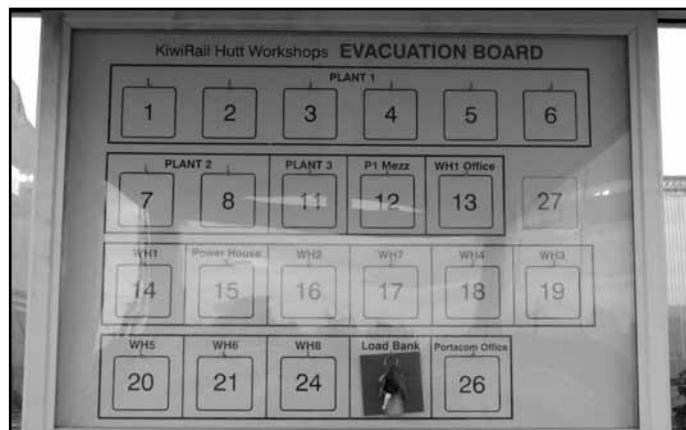 KiwiRail Hutt Workshops EVACUATION BOARD
PLANT 1
1 2 3 4 5 6
PLANT 2 PLANT 3 P1 Mezz WH1 Office
7 8 11 12 13 27
WH1 Power House WH2 WH7 WH4 WH3
14 15 16 17 18 19
WH5 WH6 WH8 Load Bank Portacom Office
20 21 24 26